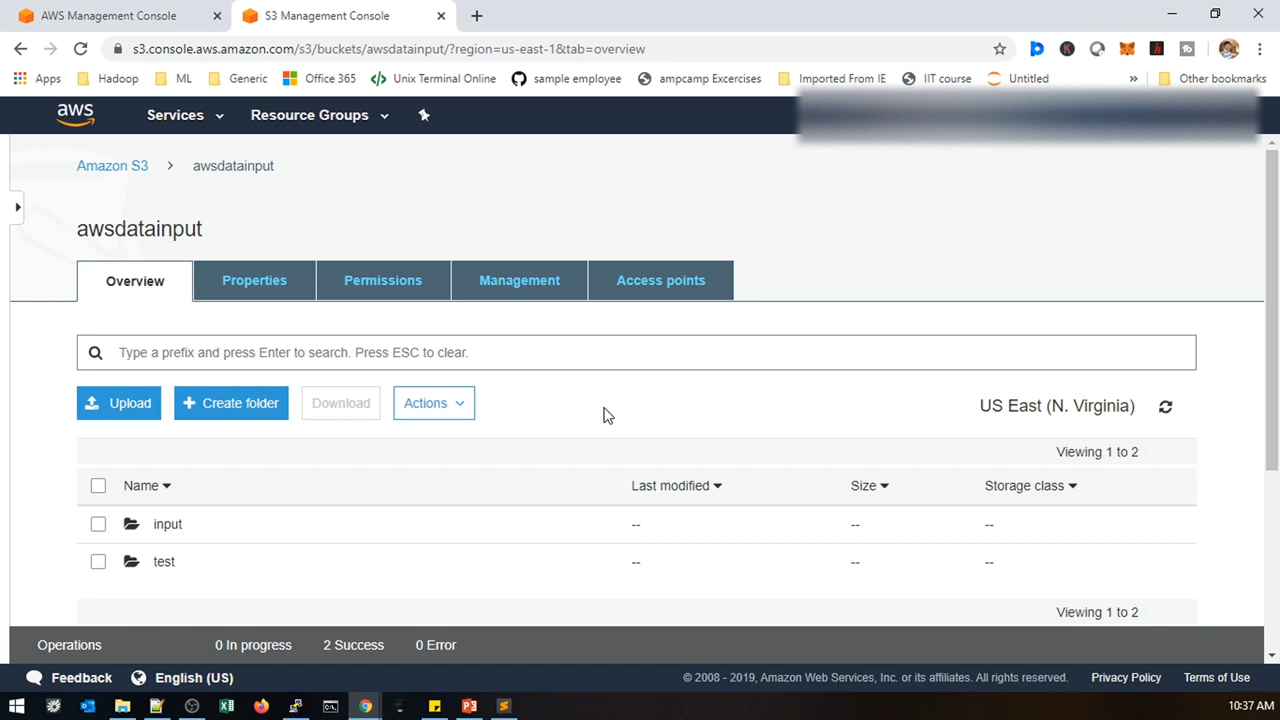 AWS Management Console
S3 Management Console
s3.console.aws.amazon.com/s3/buckets/awsdatainput/?region=us-east-1&tab=overview
Apps Hadoop ML Generic Office 365 Unix Terminal Online sample employee ampcamp Excercises Imported From IE IIT course Untitled » Other bookmarks
aws Services Resource Groups
Amazon S3 awsdatainput
awsdatainput
Overview Properties Permissions Management Access points
Type a prefix and press Enter to search. Press ESC to clear.
Upload + Create folder Download Actions US East (N. Virginia)
Viewing 1 to 2
Name Last modified Size Storage class
input -- -- --
test -- -- --
Viewing 1 to 2
Operations 0 In progress 2 Success 0 Error
Feedback English (US) © 2008 - 2019, Amazon Web Services, Inc. or its affiliates. All rights reserved. Privacy Policy Terms of Use
10:37 AM